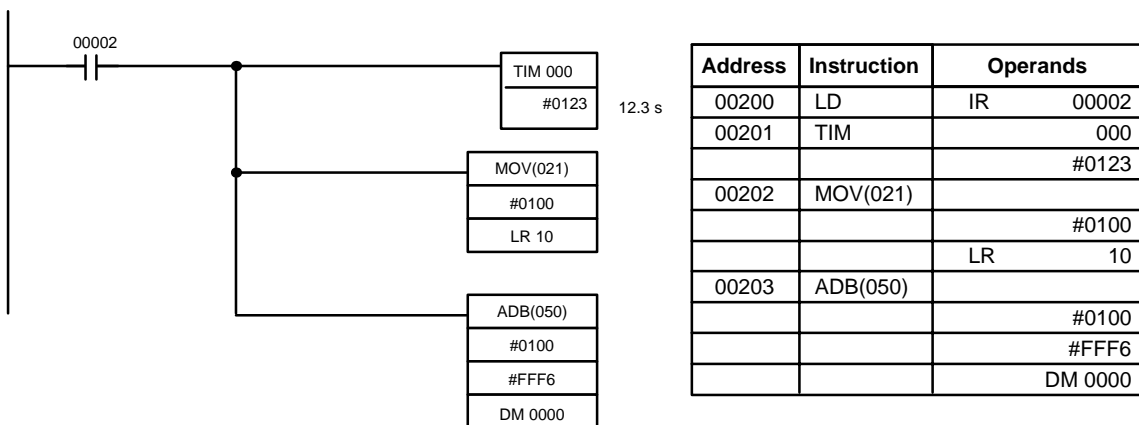 00002
TIM 000
#0123
12.3 s
MOV(021)
#0100
LR 10
ADB(050)
#0100
#FFF6
DM 0000
Address Instruction Operands
00200 LD IR 00002
00201 TIM 000
#0123
00202 MOV(021)
#0100
LR 10
00203 ADB(050)
#0100
#FFF6
DM 0000